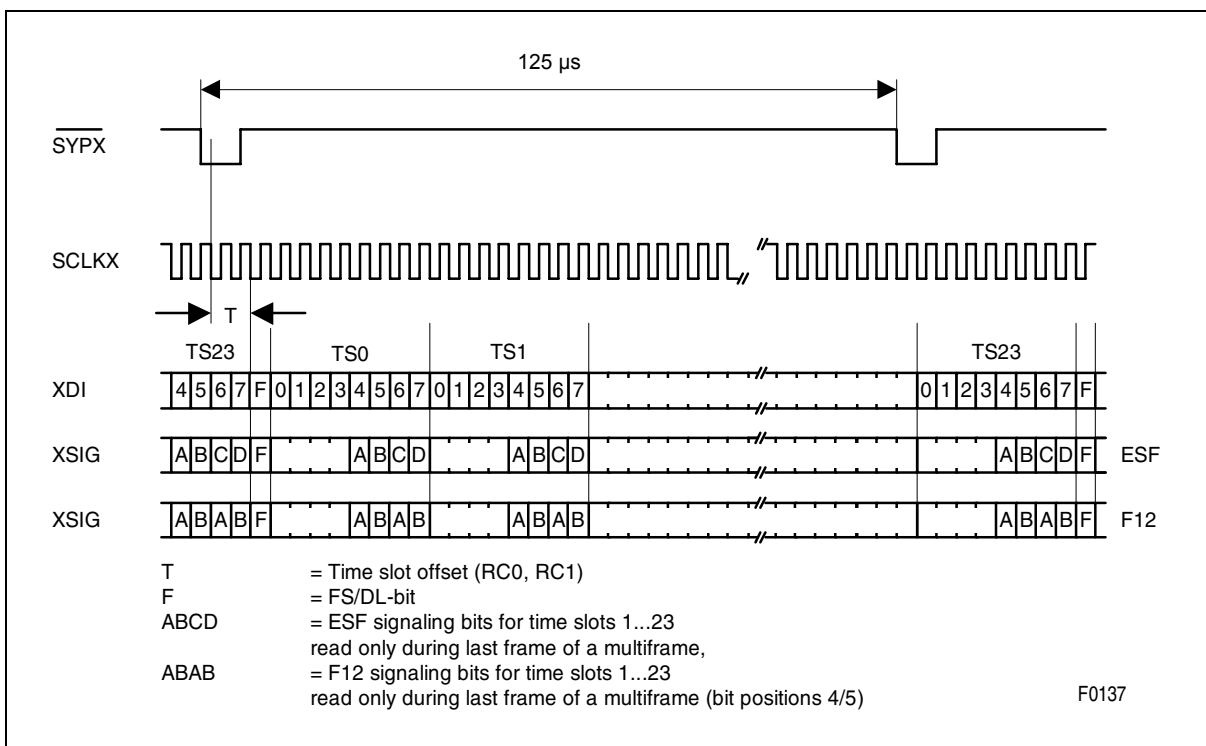 125 µs
SYPX
SCLKX
T
TS23 TS0 TS1 TS23
XDI 4 5 6 7 F 0 1 2 3 4 5 6 7 0 1 2 3 4 5 6 7 0 1 2 3 4 5 6 7 F
XSIG A B C D F A B C D A B C D A B C D F ESF
XSIG A B A B F A B A B A B A B A B A B F F12
T = Time slot offset (RC0, RC1)
F = FS/DL-bit
ABCD = ESF signaling bits for time slots 1...23
read only during last frame of a multiframe,
ABAB = F12 signaling bits for time slots 1...23
read only during last frame of a multiframe (bit positions 4/5)
F0137